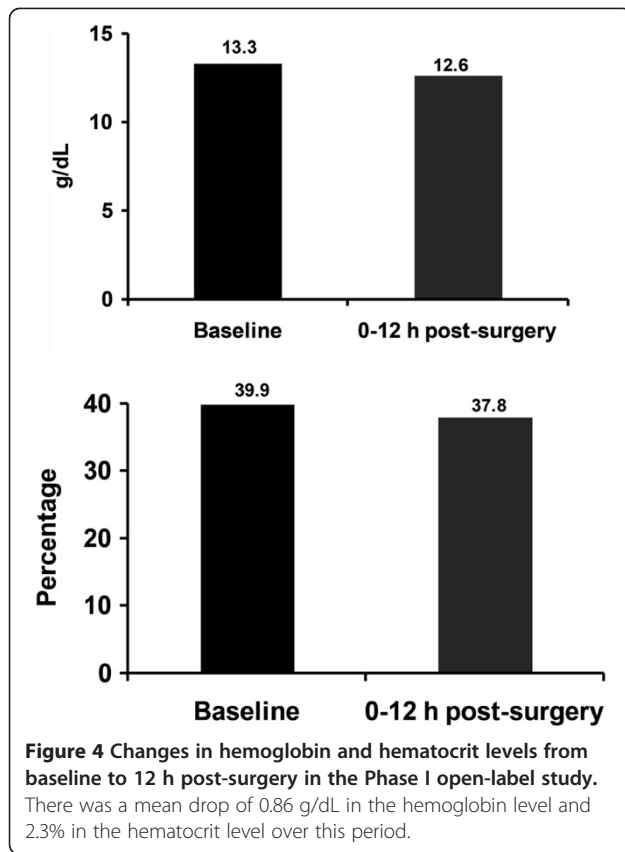 15
13.3
12.6
10
g/dL
5
0
Baseline 0-12 h post-surgery
39.9
40
37.8
30
Percentage
20
10
0
Baseline 0-12 h post-surgery
Figure 4 Changes in hemoglobin and hematocrit levels from
baseline to 12 h post-surgery in the Phase I open-label study.
There was a mean drop of 0.86 g/dL in the hemoglobin level and
2.3% in the hematocrit level over this period.